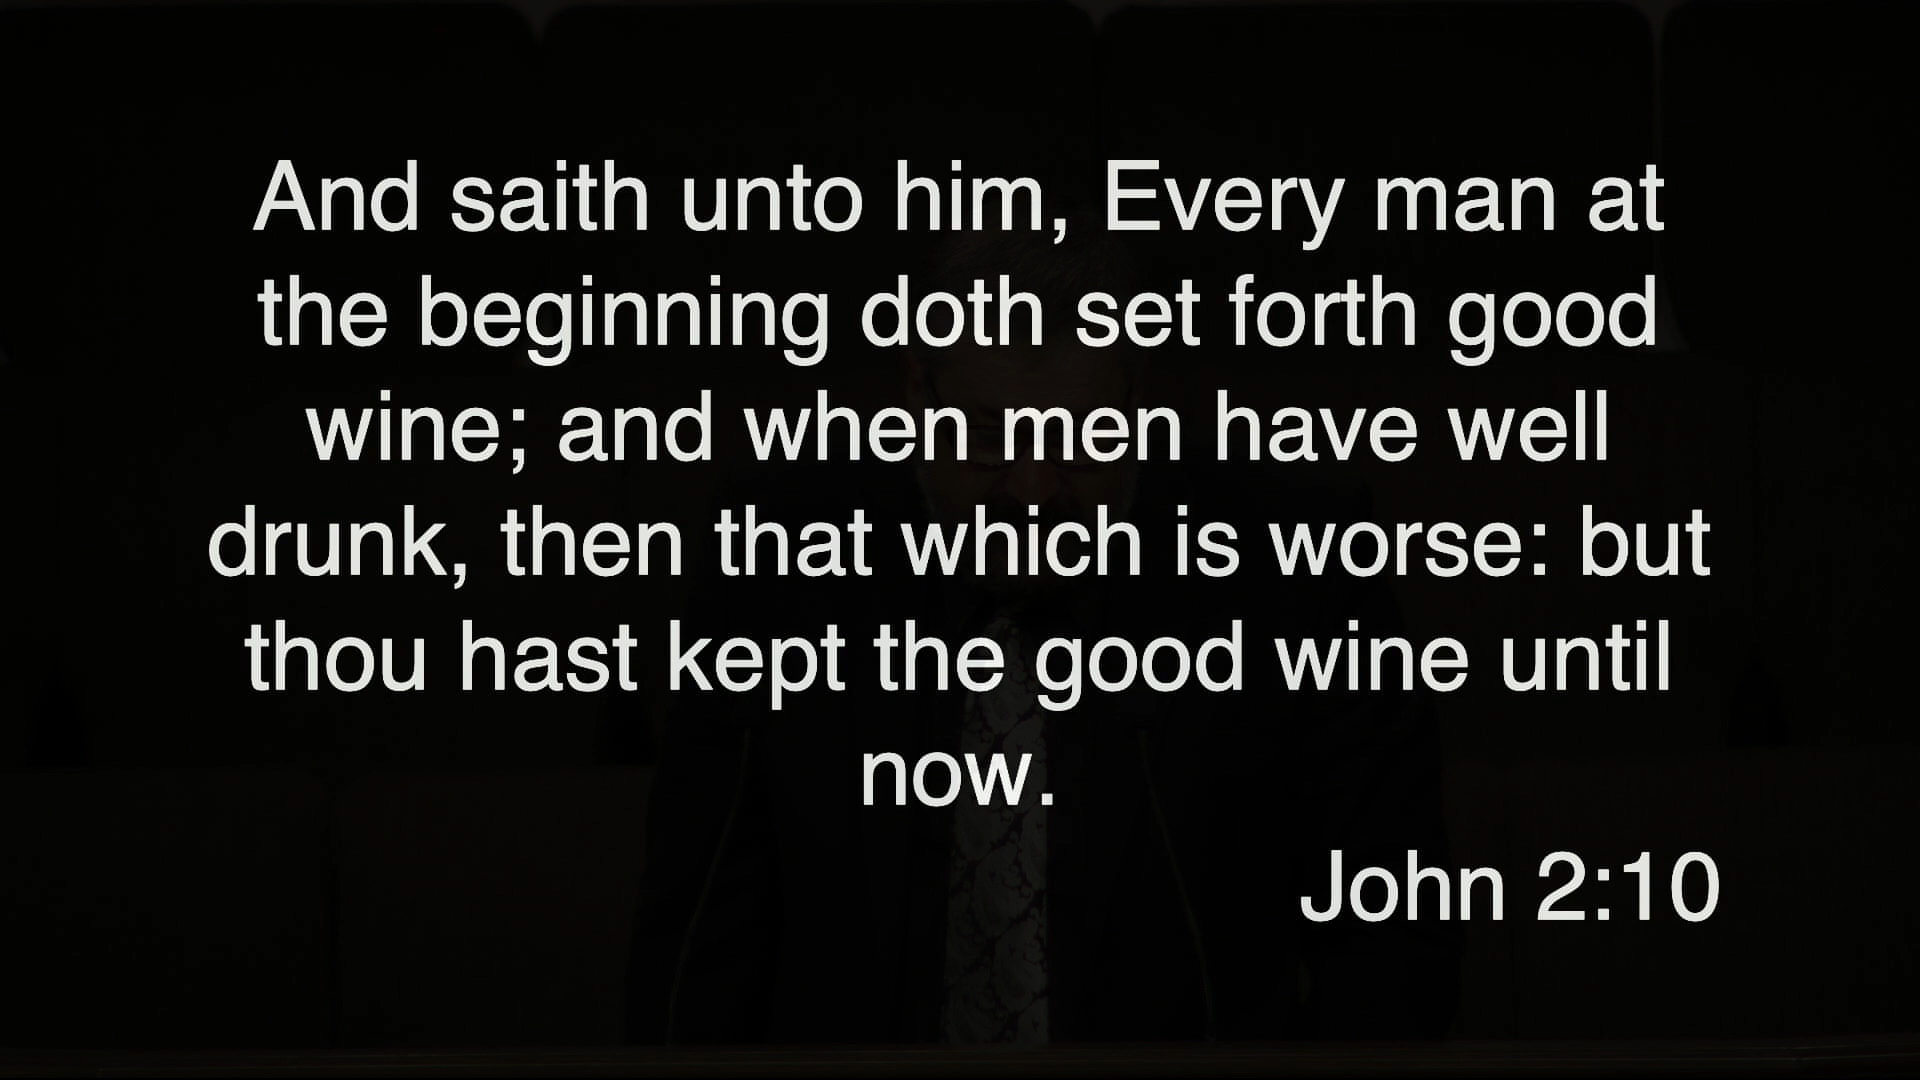 And saith unto him, Every man at
the beginning doth set forth good
wine; and when men have well
drunk, then that which is worse: but
thou hast kept the good wine until
now.
John 2:10